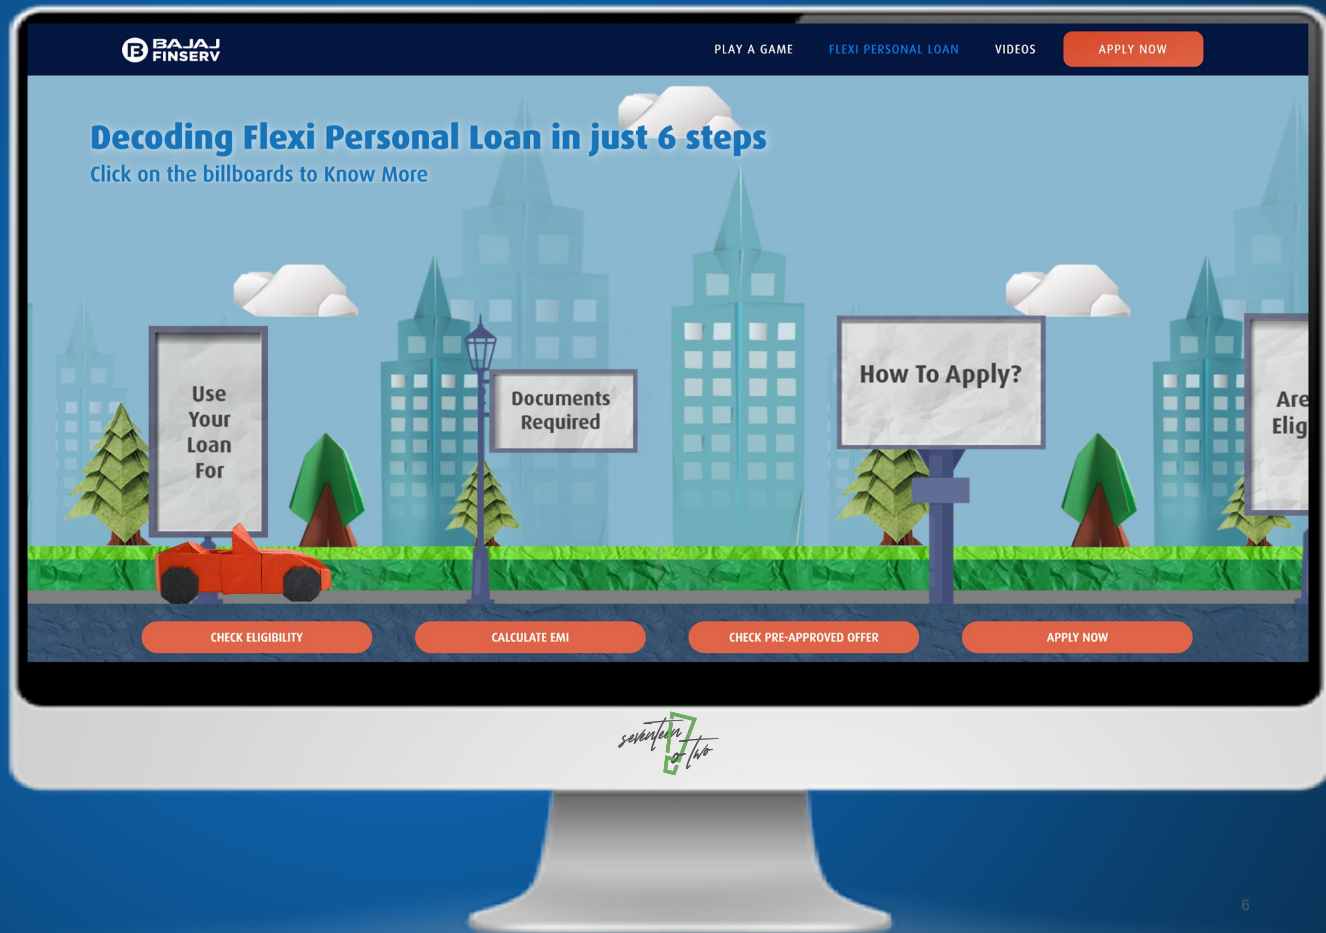 BAJAJ
FINSERV
PLAY A GAME
FLEXI PERSONAL LOAN
VIDEOS
APPLY NOW
Decoding Flexi Personal Loan in just 6 steps
Click on the billboards to Know More
Use
Your
Loan
For
Documents
Required
How To Apply?
Are
Elig
CHECK ELIGIBILITY
CALCULATE EMI
CHECK PRE-APPROVED OFFER
APPLY NOW
seventeen
o two
6